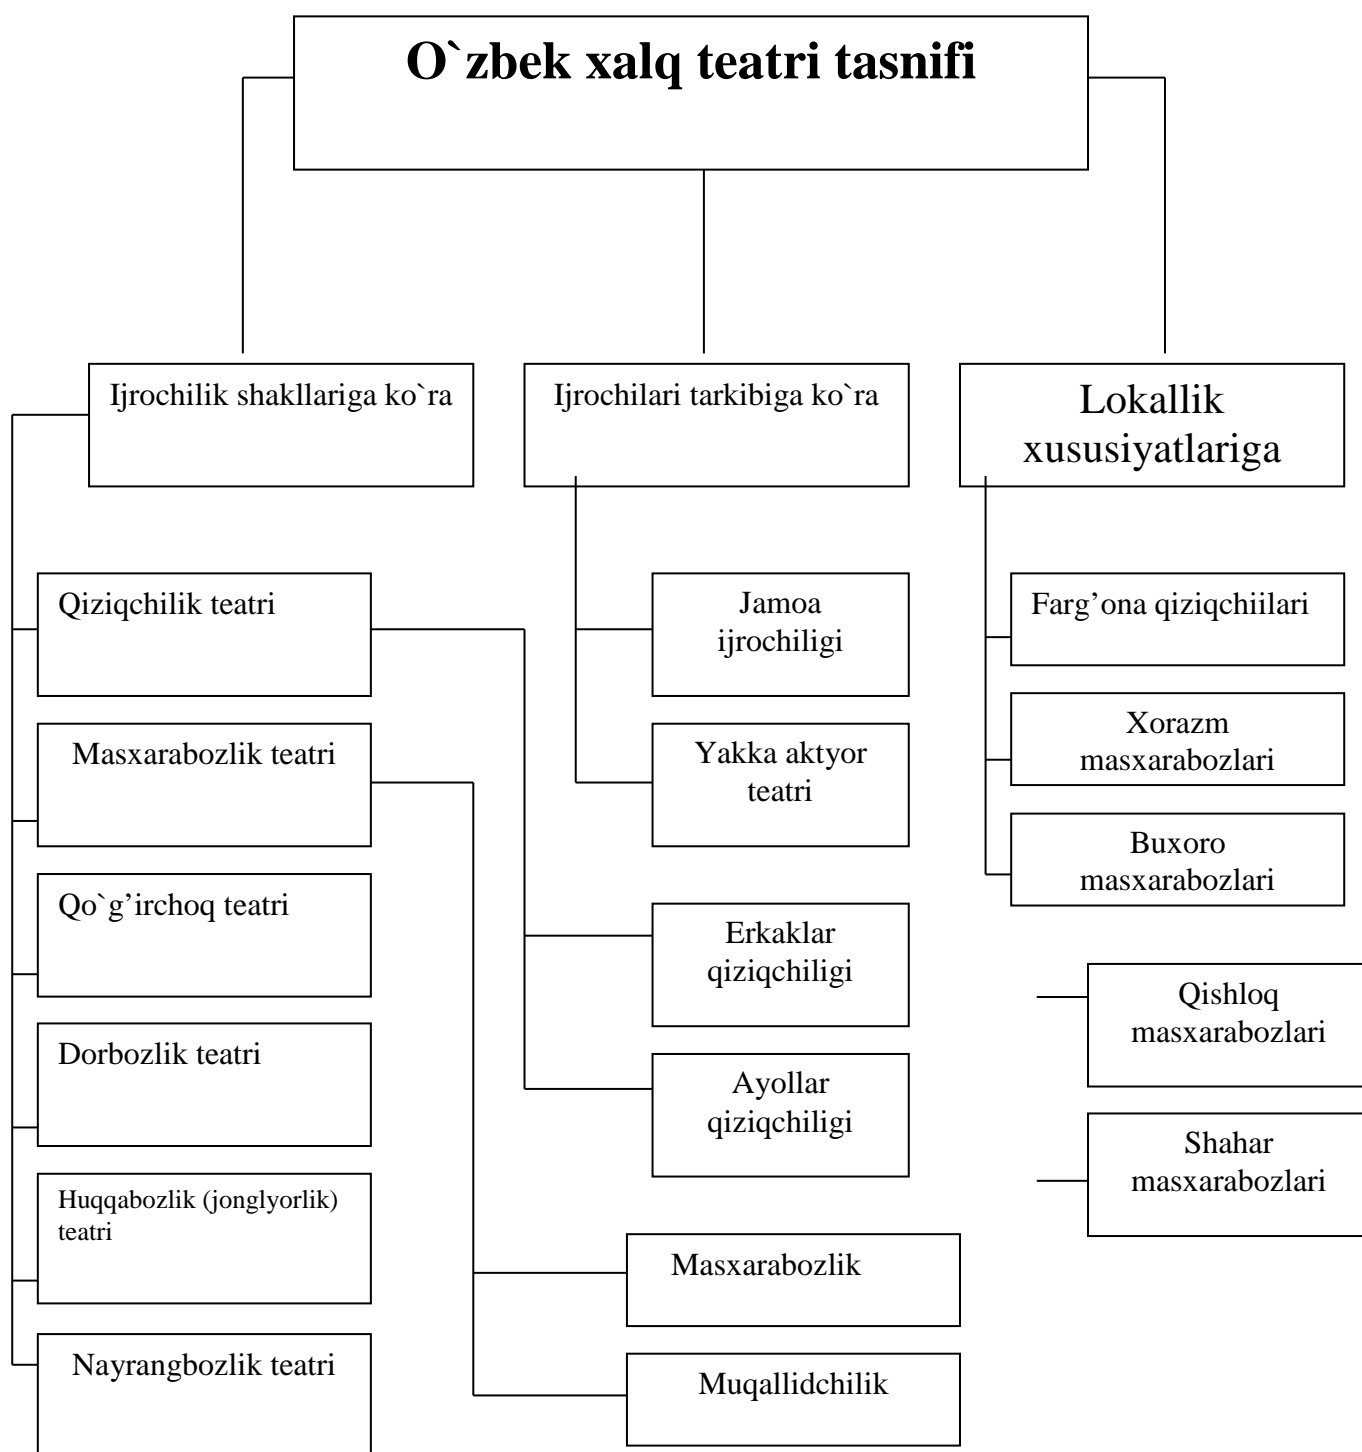 O`zbek xalq teatri tasnifi
Ijrochilik shakllariga ko`ra
Ijrochilari tarkibiga ko`ra
Lokallik
xususiyatlariga
Qiziqchilik teatri
Masxarabozlik teatri
Qo`g’irchoq teatri
Dorbozlik teatri
Huqqabozlik (jonglyorlik)
teatri
Nayrangbozlik teatri
Jamoa
ijrochiligi
Yakka aktyor
teatri
Erkaklar
qiziqchiligi
Ayollar
qiziqchiligi
Masxarabozlik
Muqallidchilik
Farg’ona qiziqchiilari
Xorazm
masxarabozlari
Buxoro
masxarabozlari
Qishloq
masxarabozlari
Shahar
masxarabozlari